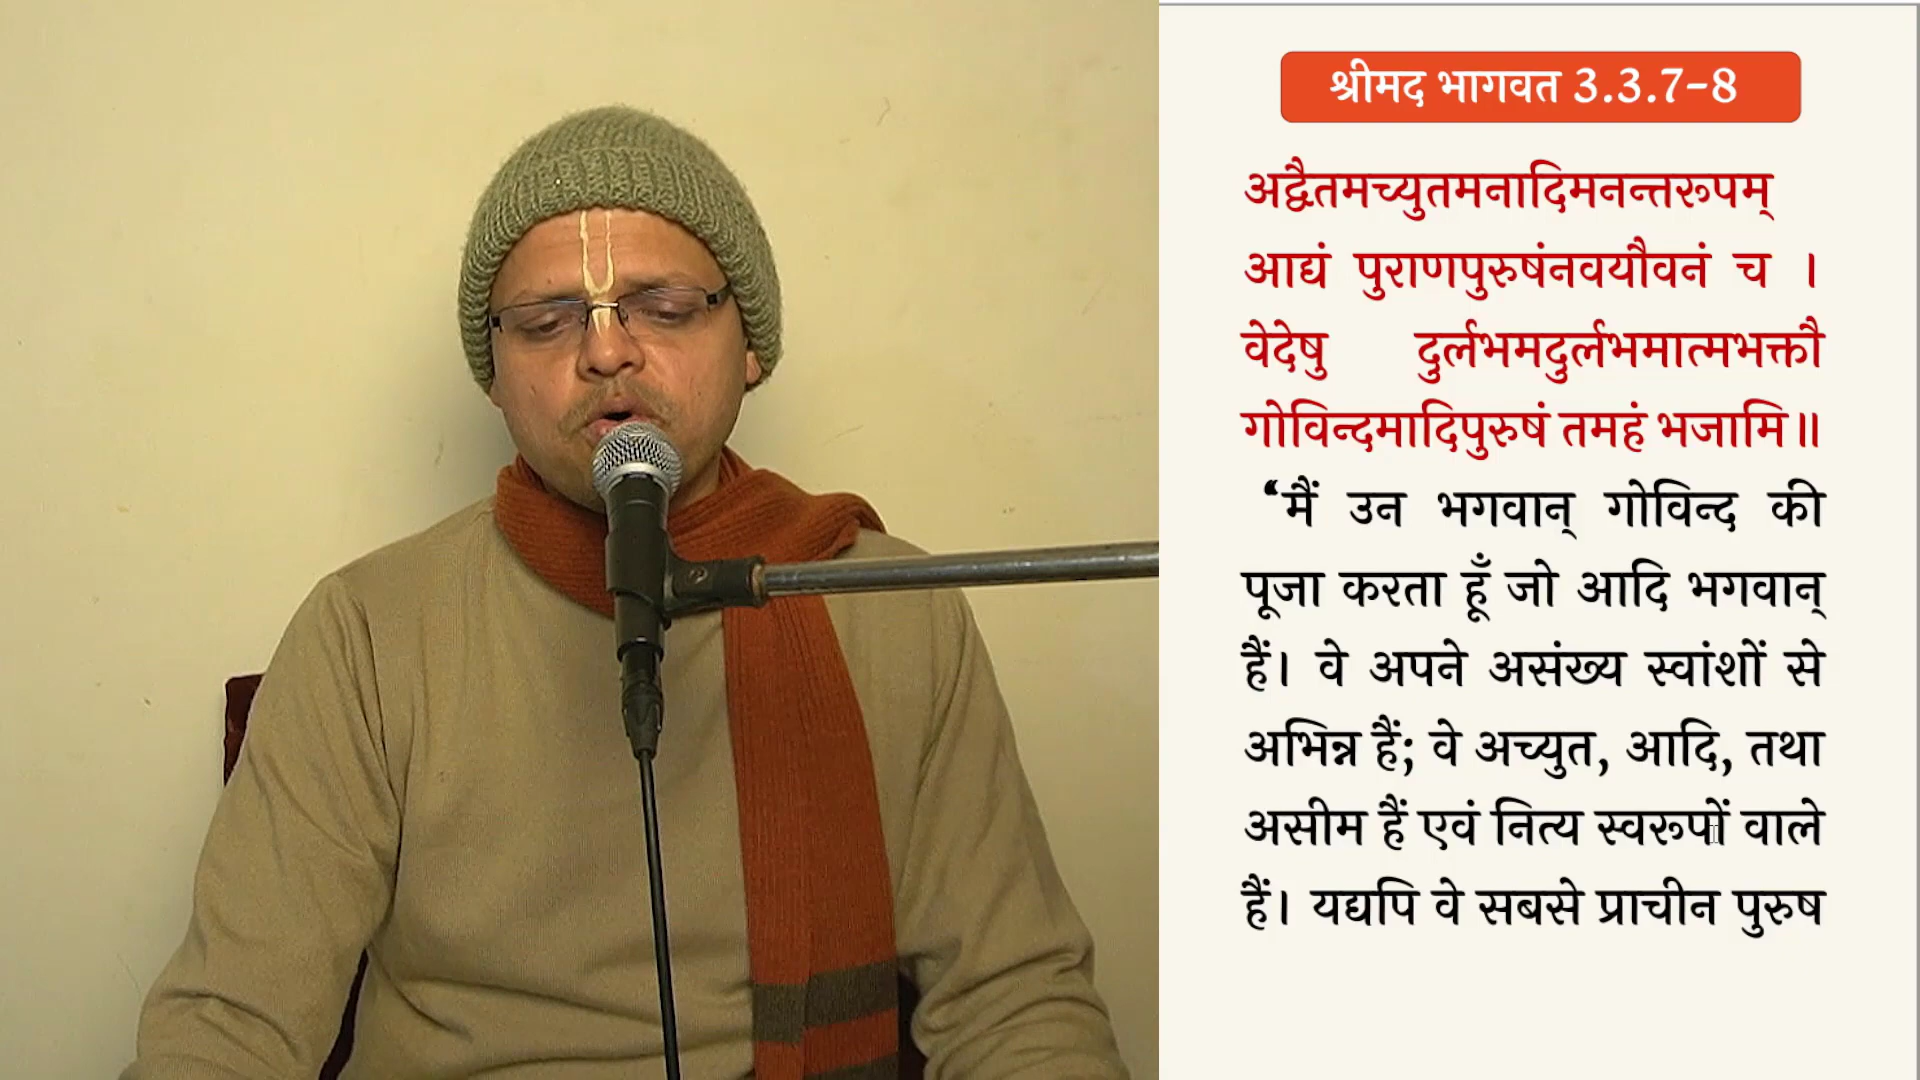 श्रीमद भागवत 3.3.7-8
अद्वैतमच्युतमनादिमनन्तरूपम्
आद्यं पुराणपुरुषंनवयौवनं च ।
वेदेषु दुर्लभमदुर्लभमात्मभक्तौ
गोविन्दमादिपुरुषं तमहं भजामि॥
“मैं उन भगवान् गोविन्द की
पूजा करता हूँ जो आदि भगवान्
हैं। वे अपने असंख्य स्वांशों से
अभिन्न हैं; वे अच्युत, आदि, तथा
असीम हैं एवं नित्य स्वरूपों वाले
हैं। यद्यपि वे सबसे प्राचीन पुरुष